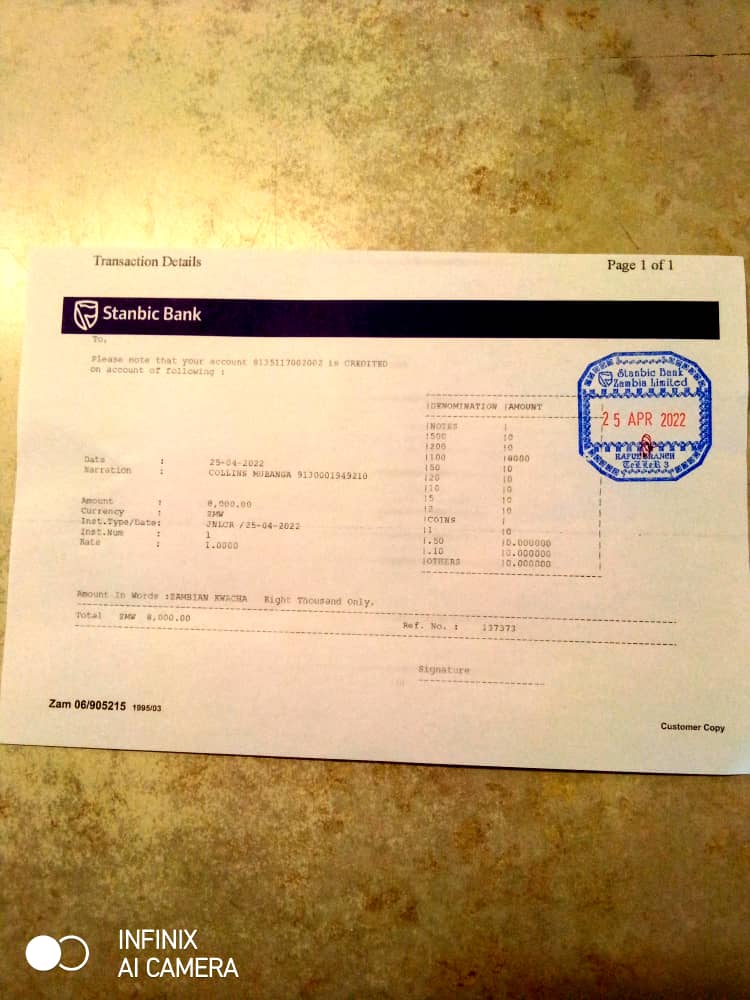 Transaction Details
Page 1 of 1
Stanbic Bank
To,
Please note that your account 8135117002002 is CREDITED
on account of following :
Stanbic Bank
Zambia Limited
25 APR 2022
BRANCH
TeLLeR 3
|DENOMINATION |AMOUNT
|NOTES |
|500 |0
|200 |0
|100 |8000
|50 |0
|20 |0
|10 |0
|5 |0
|2 |0
|COINS |
|1 |0
|.50 |0.000000
|.10 |0.000000
|OTHERS |0.000000
Date : 25-04-2022
Narration : COLLINS MUBANGA 9130001949210
Amount : 8,000.00
Currency : ZMW
Inst.Type/Date: JNLCR /25-04-2022
Inst.Num : 1
Rate : 1.0000
Amount In Words :ZAMBIAN KWACHA Eight Thousand Only.
Total ZMW 8,000.00
Ref. No. : 137373
Signature
Zam 06/905215 1995/03
Customer Copy
INFINIX
AI CAMERA